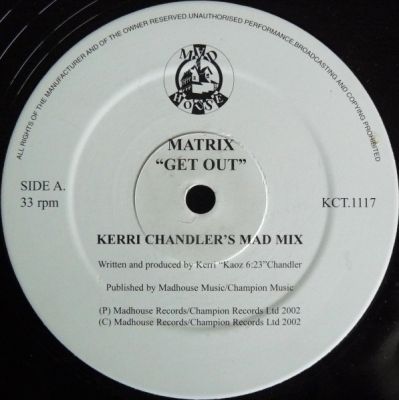 ALL RIGHTS OF THE MANUFACTURER AND OF THE OWNER RESERVED.UNAUTHORISED PERFORMANCE,BROADCASTING AND COPYING PROHIBITED
MAD
HOUSE
MATRIX
“GET OUT”
SIDE A.
33 rpm
KCT.1117
KERRI CHANDLER'S MAD MIX
Written and produced by Kerri “Kaoz 6:23”Chandler
Published by Madhouse Music/Champion Music
(P) Madhouse Records/Champion Records Ltd 2002
(C) Madhouse Records/Champion Records Ltd 2002